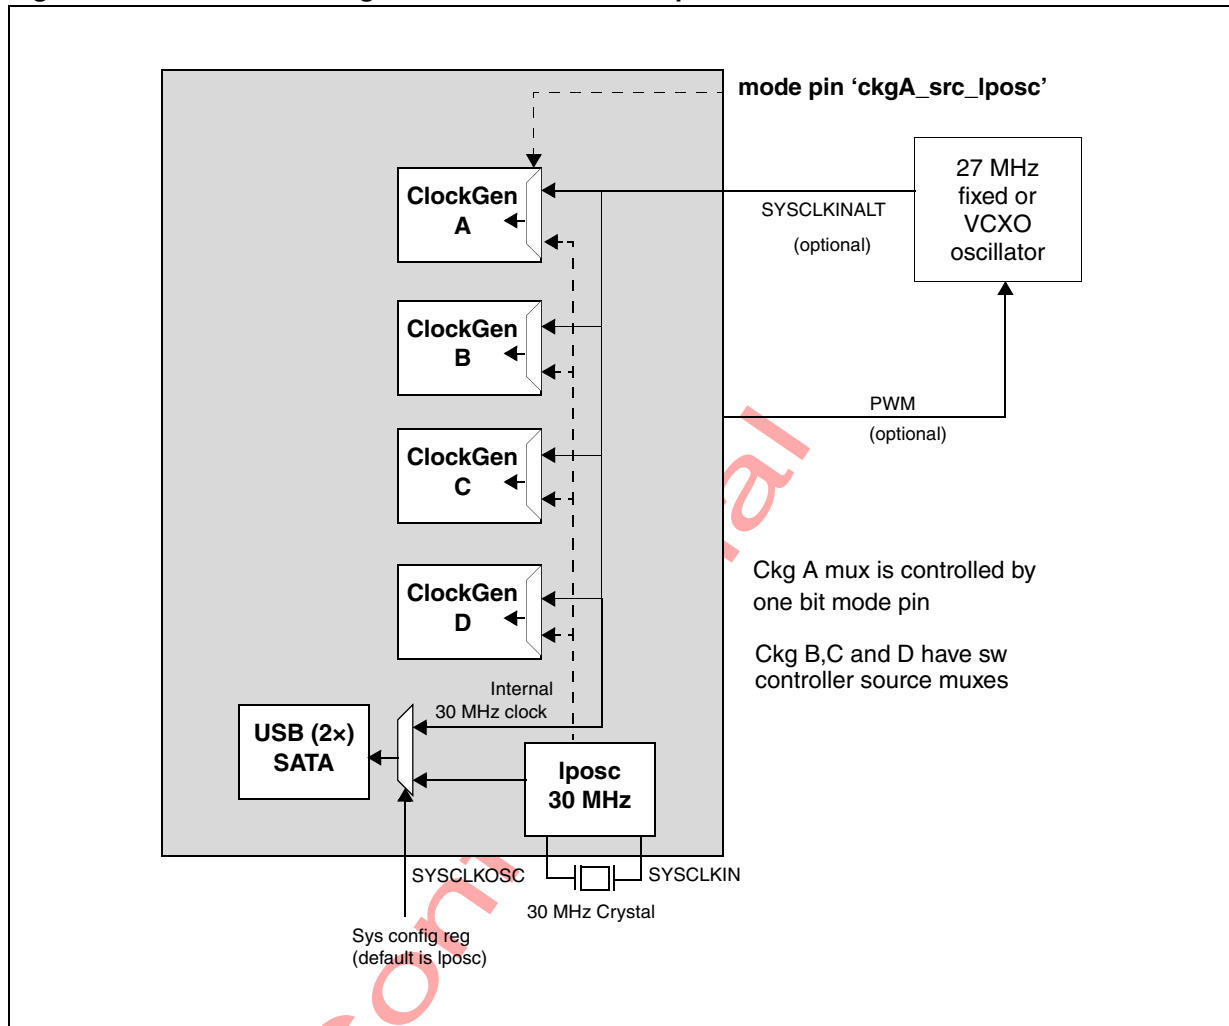 mode pin ‘ckgA_src_lposc’
27 MHz
fixed or
VCXO
oscillator
ClockGen
A
SYSCLKINALT
(optional)
ClockGen
B
PWM
(optional)
ClockGen
C
ClockGen
D
Ckg A mux is controlled by
one bit mode pin
Ckg B,C and D have sw
controller source muxes
Internal
30 MHz clock
USB (2×)
SATA
lposc
30 MHz
SYSCLKOSC
SYSCLKIN
30 MHz Crystal
Sys config reg
(default is lposc)